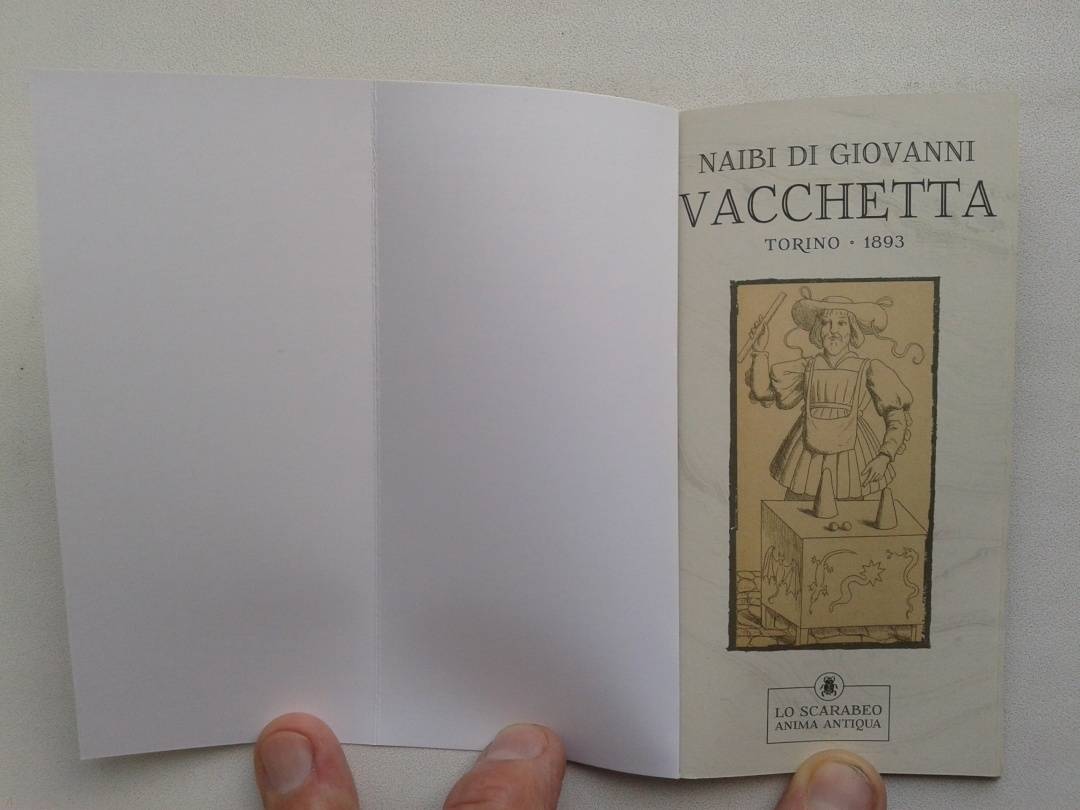 NAIBI DI GIOVANNI
VACCHETTA
TORINO • 1893
LO SCARABEO
ANIMA ANTIQUA